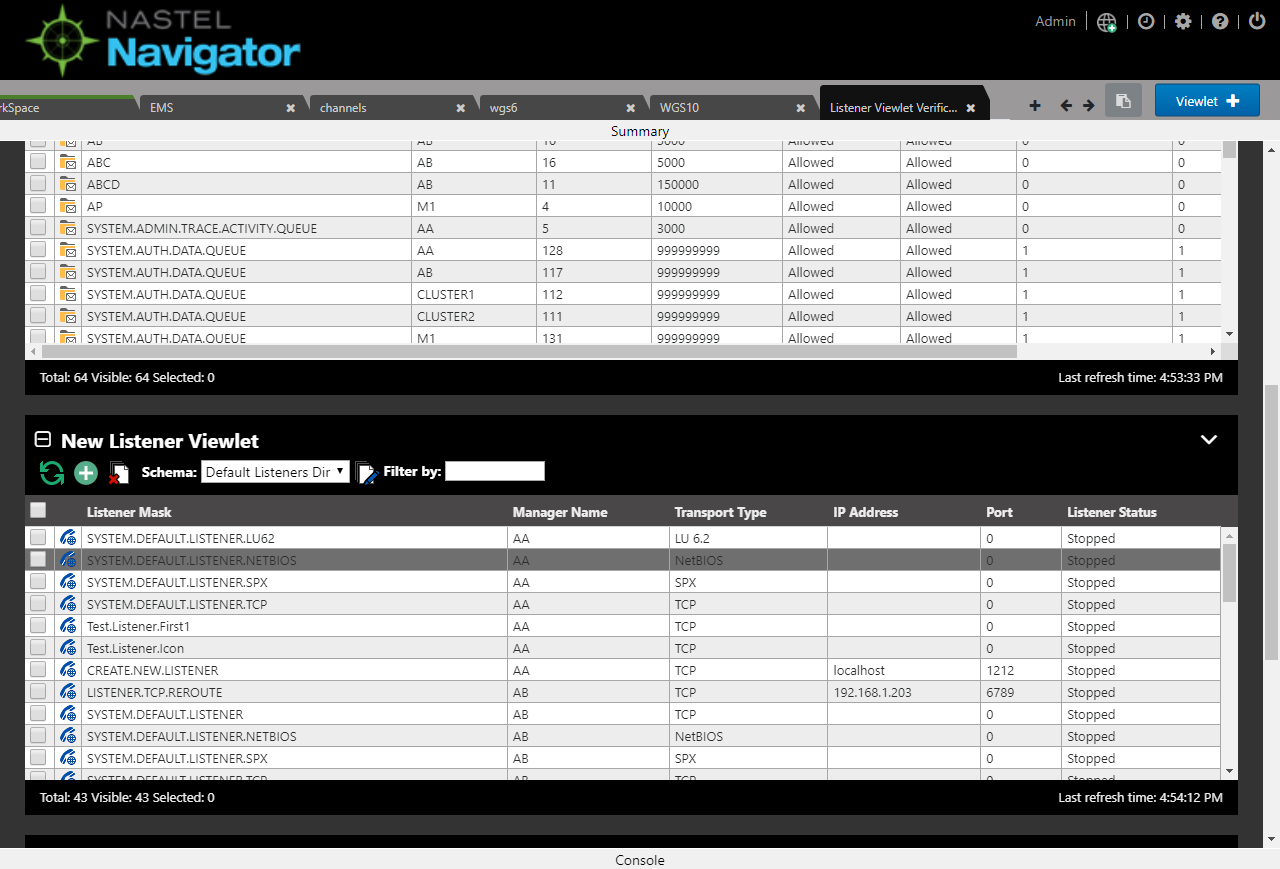 NASTEL
Navigator
Admin
rkSpace EMS channels wgs6 WGS10 Listener Viewlet Verific... Viewlet
Summary
AB AB 16 5000 Allowed Allowed 0 0
ABC AB 16 5000 Allowed Allowed 0 0
ABCD AB 11 150000 Allowed Allowed 0 0
AP M1 4 10000 Allowed Allowed 0 0
SYSTEM.ADMIN.TRACE.ACTIVITY.QUEUE AA 5 3000 Allowed Allowed 0 0
SYSTEM.AUTH.DATA.QUEUE AA 128 999999999 Allowed Allowed 1 1
SYSTEM.AUTH.DATA.QUEUE AB 117 999999999 Allowed Allowed 1 1
SYSTEM.AUTH.DATA.QUEUE CLUSTER1 112 999999999 Allowed Allowed 1 1
SYSTEM.AUTH.DATA.QUEUE CLUSTER2 111 999999999 Allowed Allowed 1 1
SYSTEM.AUTH.DATA.QUEUE M1 131 999999999 Allowed Allowed 1 1
Total: 64 Visible: 64 Selected: 0 Last refresh time: 4:53:33 PM
New Listener Viewlet
Schema: Default Listeners Dir Filter by:
Listener Mask Manager Name Transport Type IP Address Port Listener Status
SYSTEM.DEFAULT.LISTENER.LU62 AA LU 6.2 0 Stopped
SYSTEM.DEFAULT.LISTENER.NETBIOS AA NetBIOS 0 Stopped
SYSTEM.DEFAULT.LISTENER.SPX AA SPX 0 Stopped
SYSTEM.DEFAULT.LISTENER.TCP AA TCP 0 Stopped
Test.Listener.First1 AA TCP 0 Stopped
Test.Listener.Icon AA TCP 0 Stopped
CREATE.NEW.LISTENER AA TCP localhost 1212 Stopped
LISTENER.TCP.REROUTE AB TCP 192.168.1.203 6789 Stopped
SYSTEM.DEFAULT.LISTENER AB TCP 0 Stopped
SYSTEM.DEFAULT.LISTENER.NETBIOS AB NetBIOS 0 Stopped
SYSTEM.DEFAULT.LISTENER.SPX AB SPX 0 Stopped
SYSTEM.DEFAULT.LISTENER.TCP AB TCP 0 Stopped
Total: 43 Visible: 43 Selected: 0 Last refresh time: 4:54:12 PM
Console